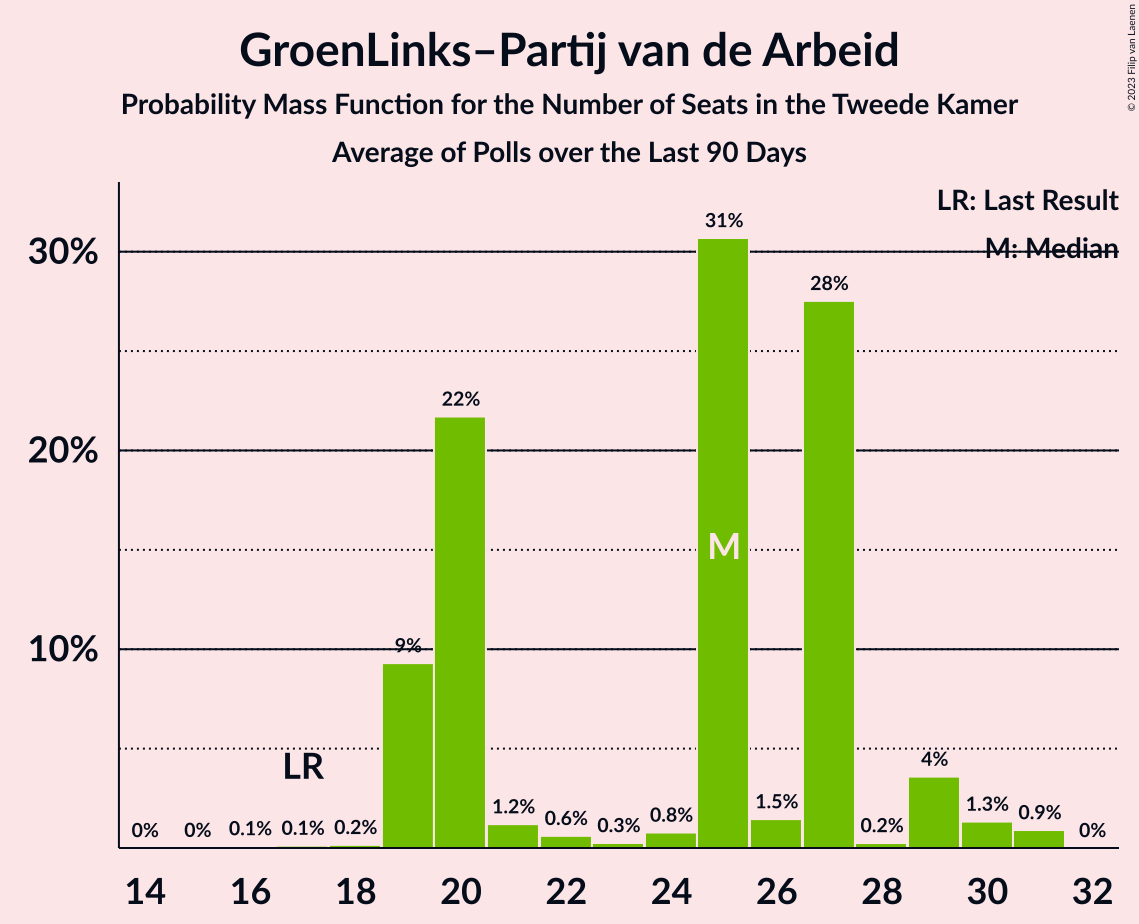 GroenLinks–Partij van de Arbeid
Probability Mass Function for the Number of Seats in the Tweede Kamer
Average of Polls over the Last 90 Days
© 2023 Filip van Laenen
LR: Last Result
M: Median
30%
20%
10%
31%
28%
22%
9%
4%
0% 0% 0.1% 0.1% 0.2% 1.2% 0.6% 0.3% 0.8% 1.5% 0.2% 1.3% 0.9% 0%
M
LR
14 16 18 20 22 24 26 28 30 32